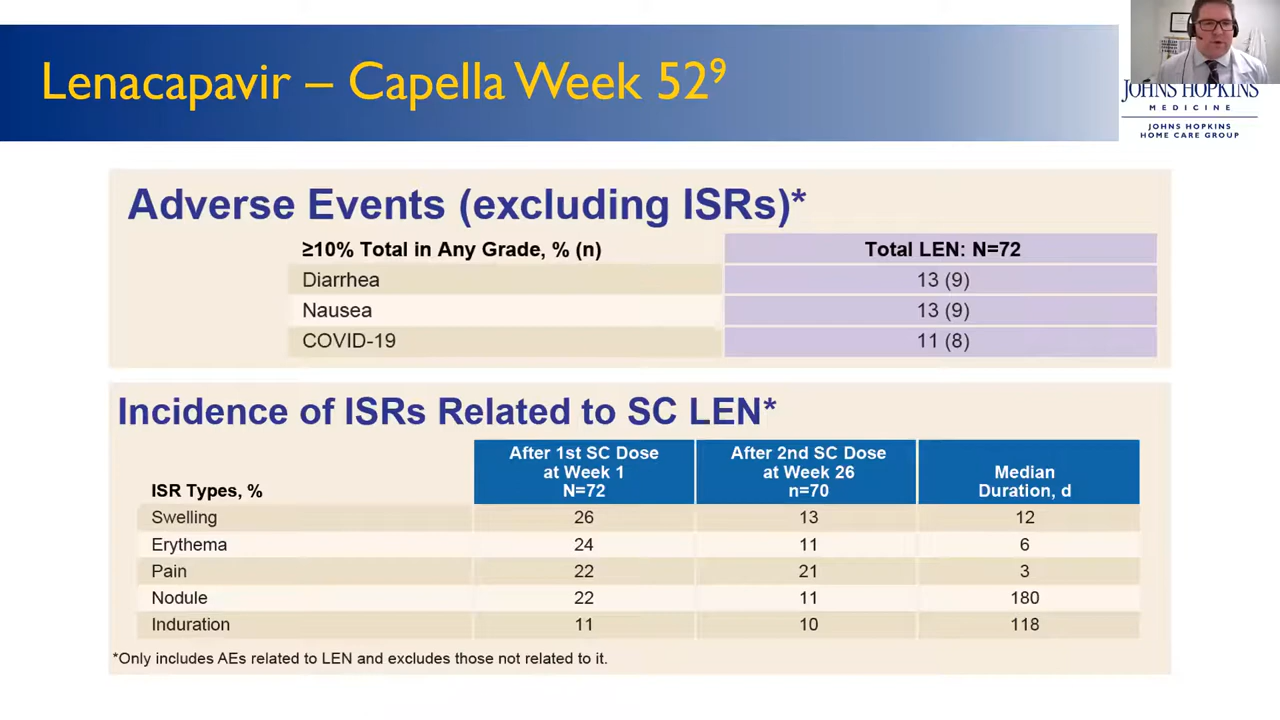 Lenacapavir – Capella Week 52⁹
JOHNS HOPKINS
MEDICINE
JOHNS HOPKINS
HOME CARE GROUP
Adverse Events (excluding ISRs)*
≥10% Total in Any Grade, % (n) Total LEN: N=72
Diarrhea 13 (9)
Nausea 13 (9)
COVID-19 11 (8)
Incidence of ISRs Related to SC LEN*
ISR Types, % After 1st SC Dose at Week 1 N=72 After 2nd SC Dose at Week 26 n=70 Median Duration, d
Swelling 26 13 12
Erythema 24 11 6
Pain 22 21 3
Nodule 22 11 180
Induration 11 10 118
*Only includes AEs related to LEN and excludes those not related to it.